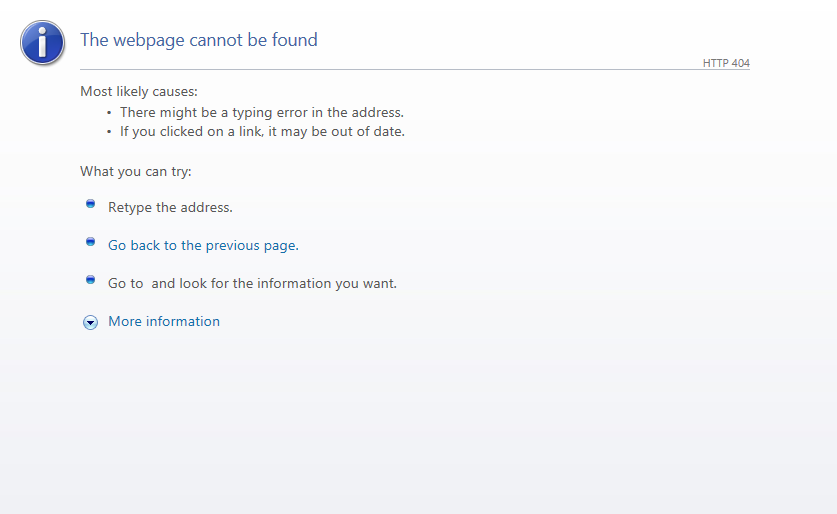 The webpage cannot be found
HTTP 404
Most likely causes:
• There might be a typing error in the address.
• If you clicked on a link, it may be out of date.
What you can try:
Retype the address.
Go back to the previous page.
Go to  and look for the information you want.
More information